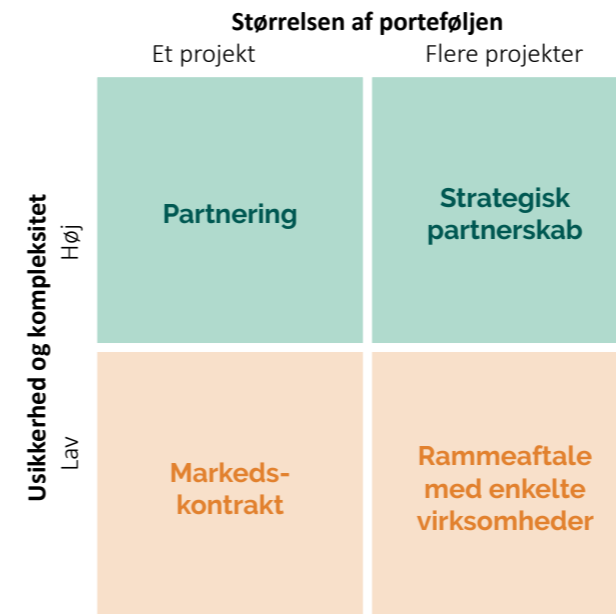 Størrelsen af porteføljen
Et projekt
Flere projekter
Usikkerhed og kompleksitet
Høj
Partnering
Strategisk
partnerskab
Lav
Markeds-
kontrakt
Rammeaftale
med enkelte
virksomheder